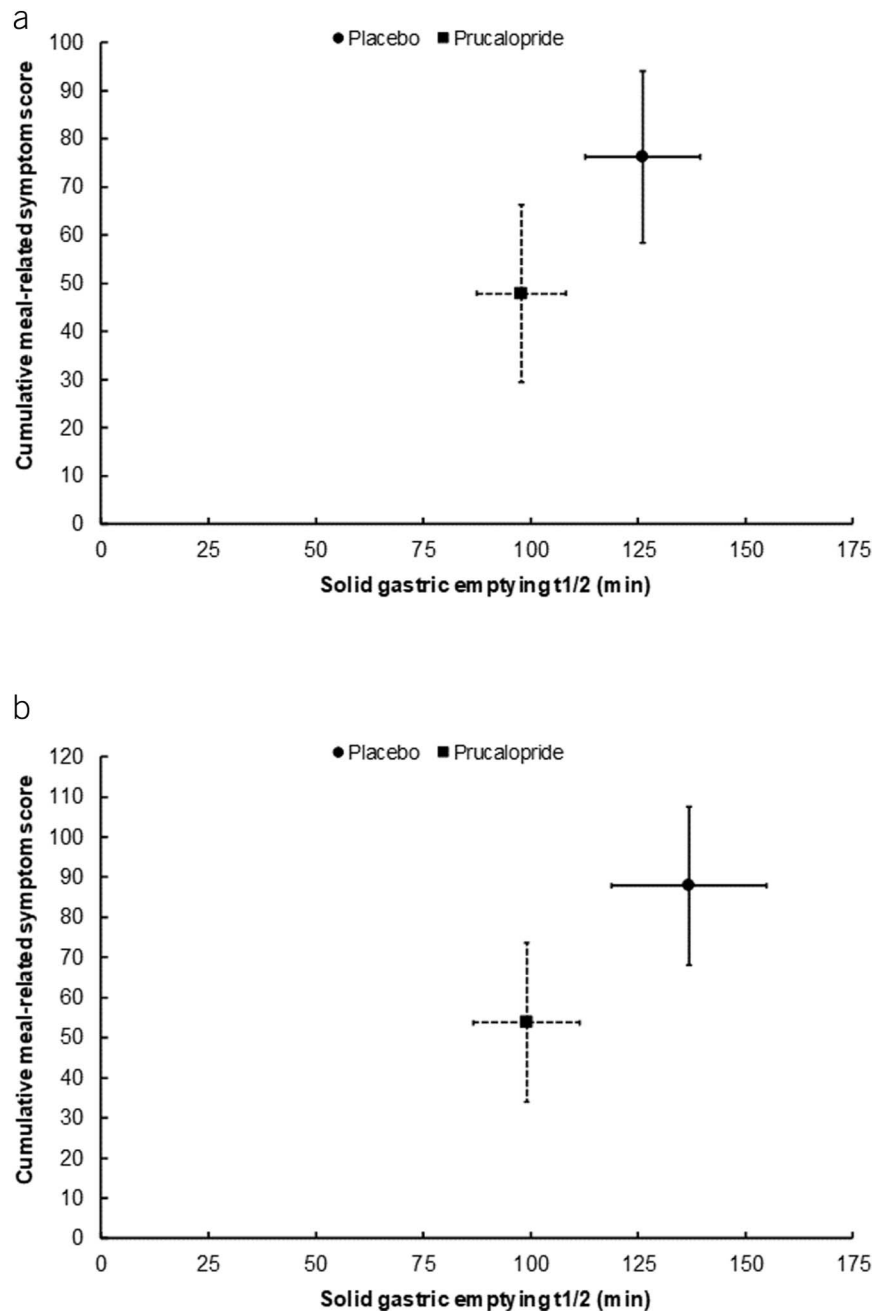 a
Placebo Prucalopride
100
90
80
70
60
50
40
30
20
10
0
Cumulative meal-related symptom score
0 25 50 75 100 125 150 175
Solid gastric emptying t1/2 (min)
b
Placebo Prucalopride
120
110
100
90
80
70
60
50
40
30
20
10
0
Cumulative meal-related symptom score
0 25 50 75 100 125 150 175
Solid gastric emptying t1/2 (min)